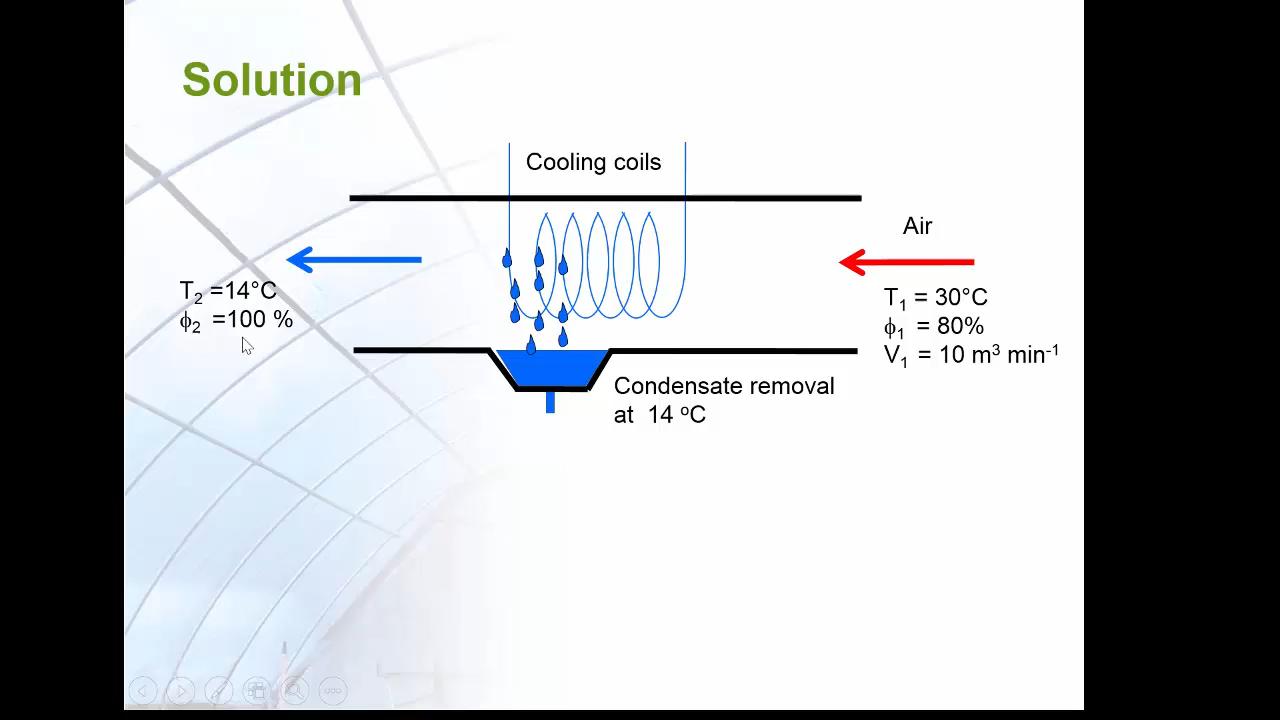 Solution
Cooling coils
Air
T₂ =14°C
ϕ₂ =100 %
T₁ = 30°C
ϕ₁ = 80%
V₁ = 10 m³ min⁻¹
Condensate removal
at 14 ᵒC